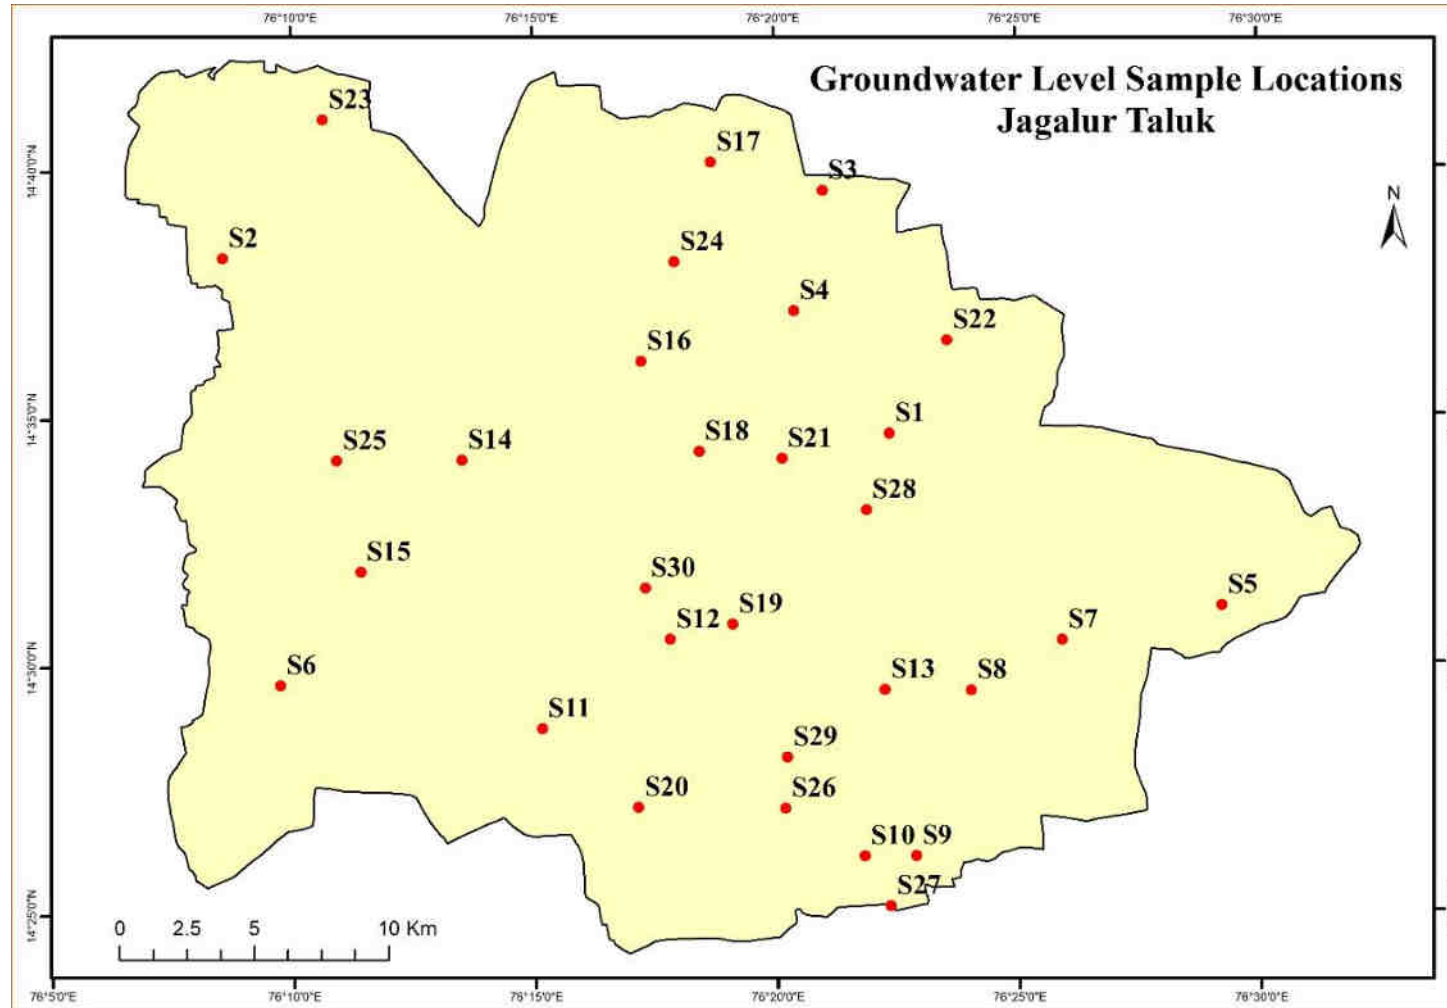 76°10'0"E 76°15'0"E 76°20'0"E 76°25'0"E 76°30'0"E
Groundwater Level Sample Locations
Jagalur Taluk
S23
S17
14°40'0"N
S3
N
S2
S24
S4
S22
S16
14°35'0"N
S1
S25 S14 S18 S21
S28
S15
S30
S5
S12 S19
S7
14°30'0"N
S6 S13 S8
S11
S29
S20 S26
S10 S9
S27
14°25'0"N
0 2.5 5 10 Km
76°5'0"E 76°10'0"E 76°15'0"E 76°20'0"E 76°25'0"E 76°30'0"E